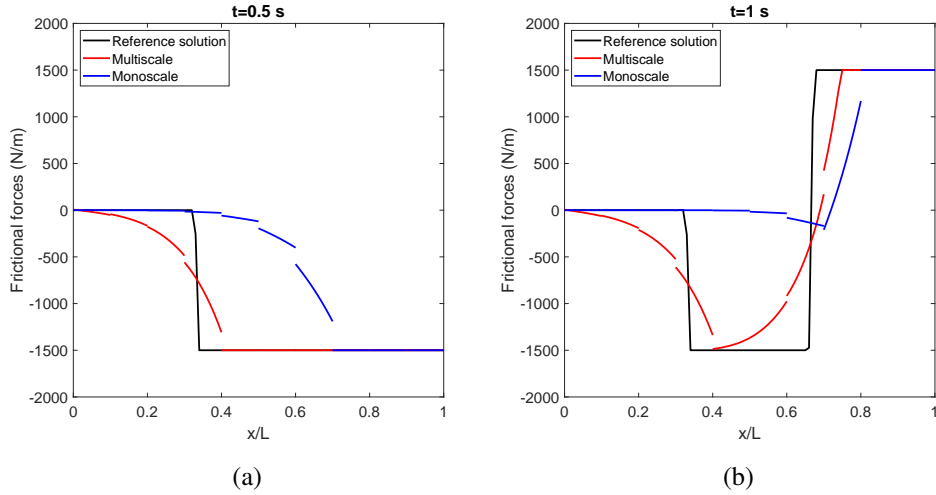 t=0.5 s
Reference solution
Multiscale
Monoscale
Frictional forces (N/m)
2000
1500
1000
500
0
-500
-1000
-1500
-2000
0 0.2 0.4 0.6 0.8 1
x/L
(a)
t=1 s
Reference solution
Multiscale
Monoscale
Frictional forces (N/m)
2000
1500
1000
500
0
-500
-1000
-1500
-2000
0 0.2 0.4 0.6 0.8 1
x/L
(b)